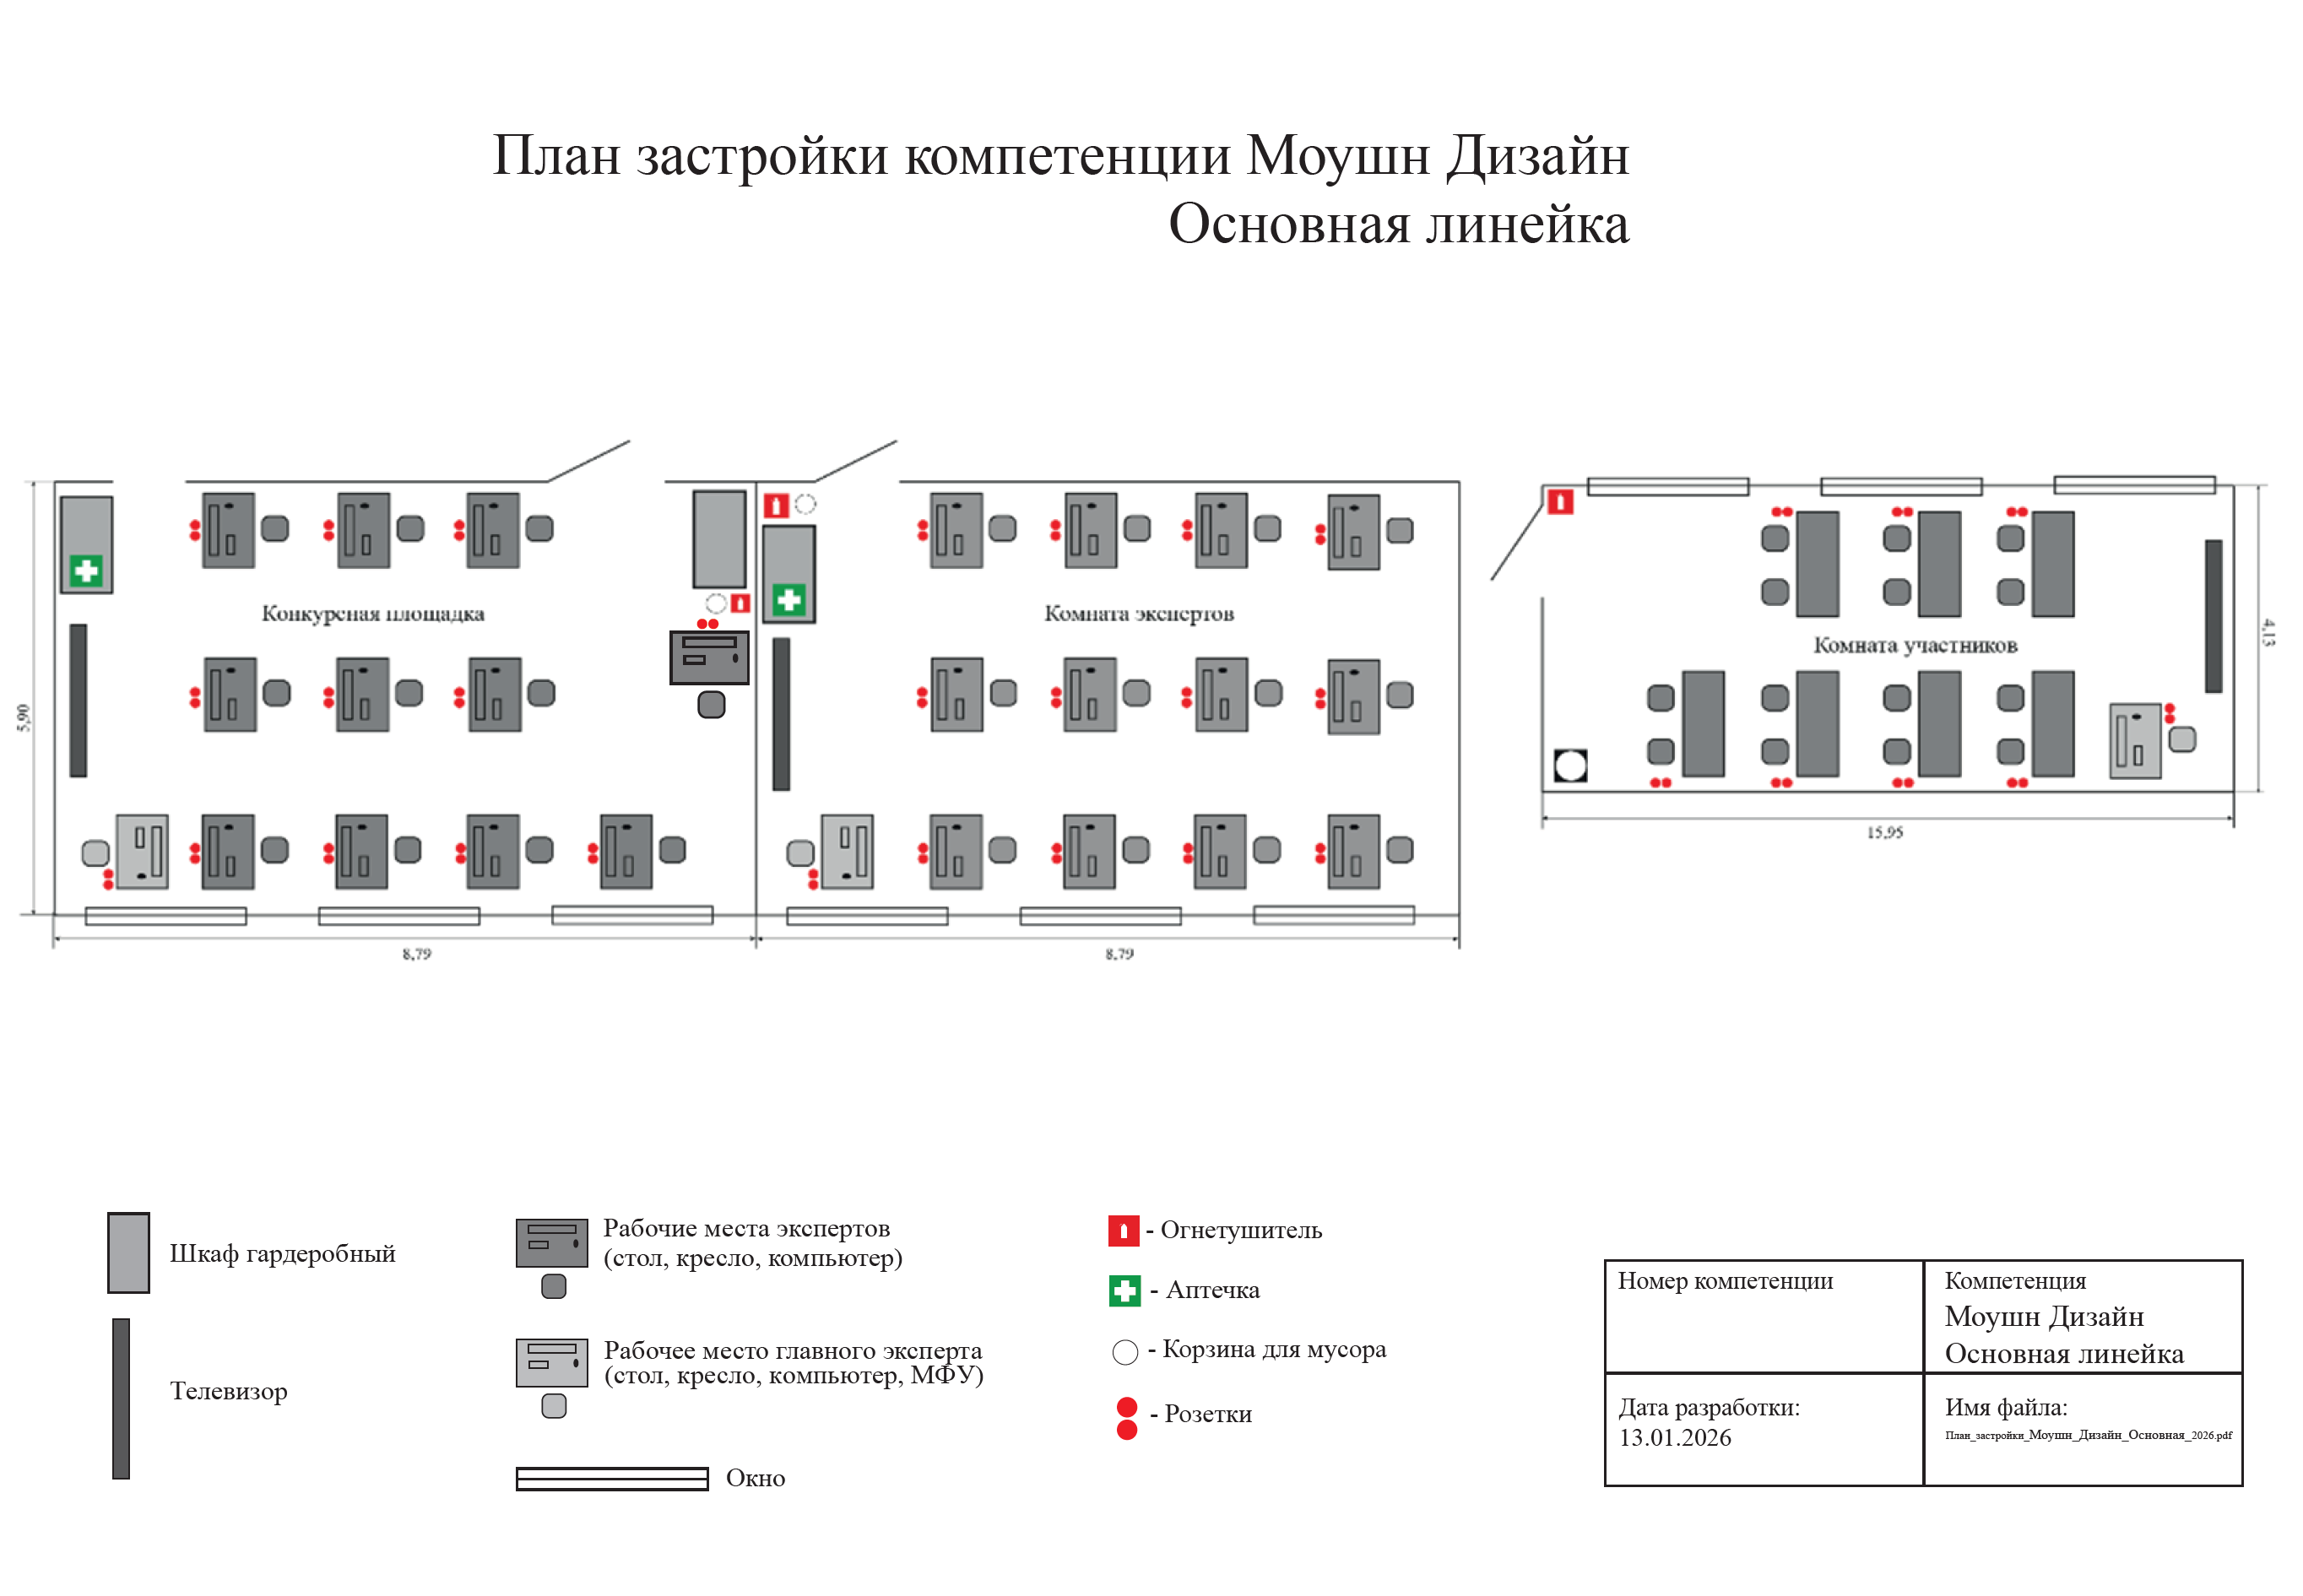 План застройки компетенции Моушн Дизайн
Основная линейка
Конкурсная площадка
Комната экспертов
Комната участников
5,90
8,79
8,79
4,13
15,95
Шкаф гардеробный
Телевизор
Рабочие места экспертов
(стол, кресло, компьютер)
Рабочее место главного эксперта
(стол, кресло, компьютер, МФУ)
Окно
- Огнетушитель
- Аптечка
- Корзина для мусора
- Розетки
Номер компетенции
Компетенция
Моушн Дизайн
Основная линейка
Дата разработки:
13.01.2026
Имя файла:
План_застройки_Моушн_Дизайн_Основная_2026.pdf